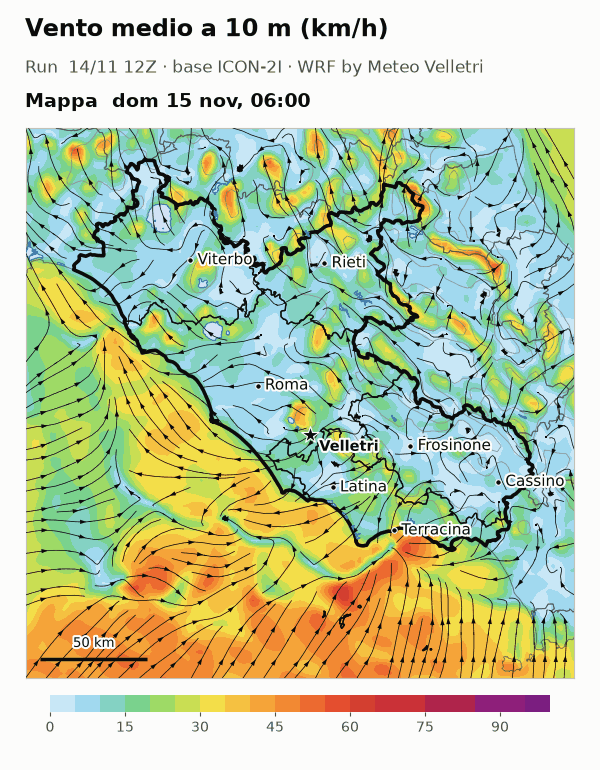 Vento medio a 10 m (km/h)
Run  14/11 12Z · base ICON-2I · WRF by Meteo Velletri
Mappa  dom 15 nov, 06:00
Viterbo
Rieti
Roma
Velletri
Frosinone
Cassino
Latina
Terracina
50 km
0 15 30 45 60 75 90